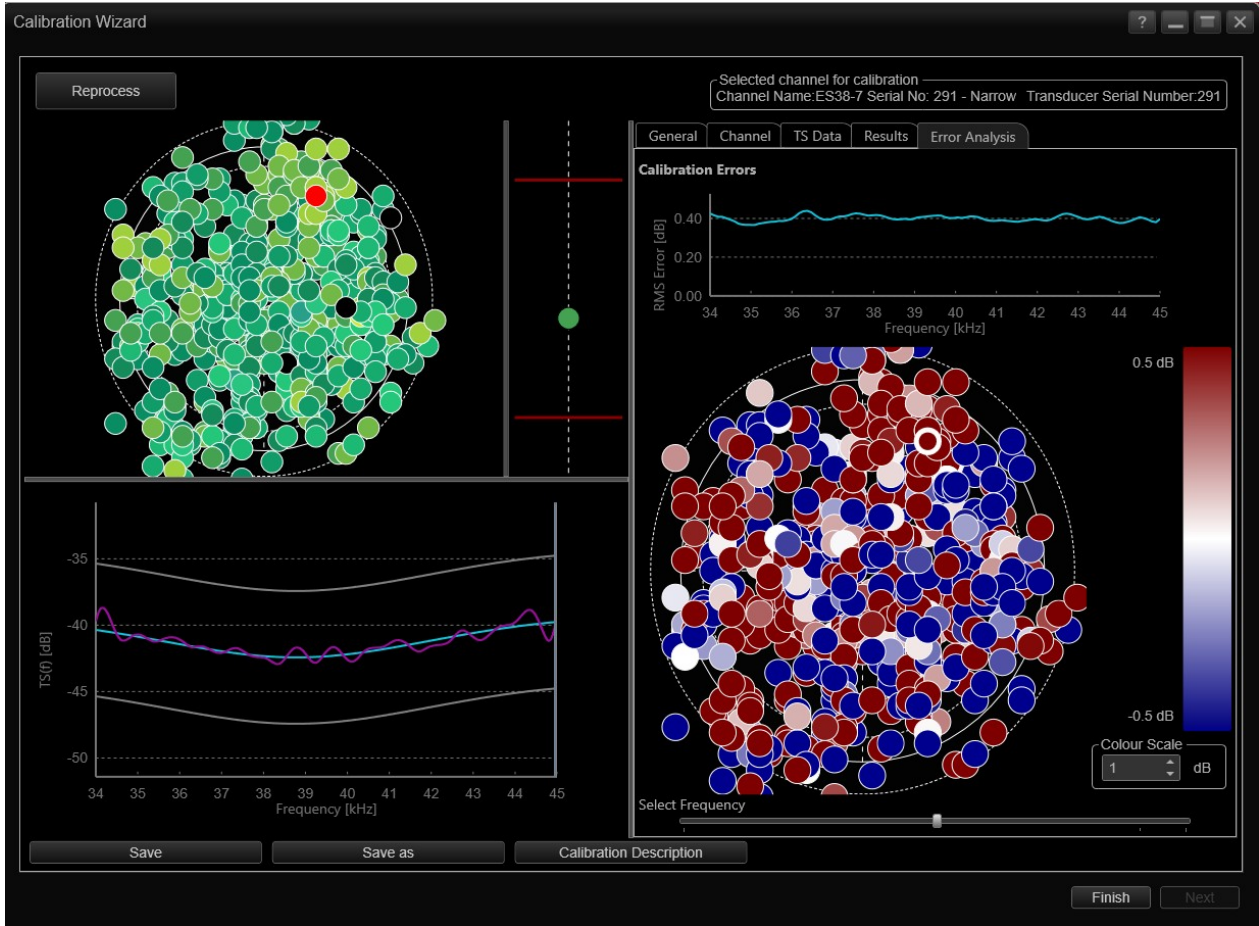 Calibration Wizard
?
Reprocess
Selected channel for calibration
Channel Name:ES38-7 Serial No: 291 - Narrow Transducer Serial Number:291
General Channel TS Data Results Error Analysis
Calibration Errors
RMS Error [dB]
0.40
0.20
0.00
34 35 36 37 38 39 40 41 42 43 44 45
Frequency [kHz]
0.5 dB
-0.5 dB
Colour Scale
1 dB
Select Frequency
TS(f) [dB]
-35
-40
-45
-50
34 35 36 37 38 39 40 41 42 43 44 45
Frequency [kHz]
Save Save as Calibration Description
Finish Next